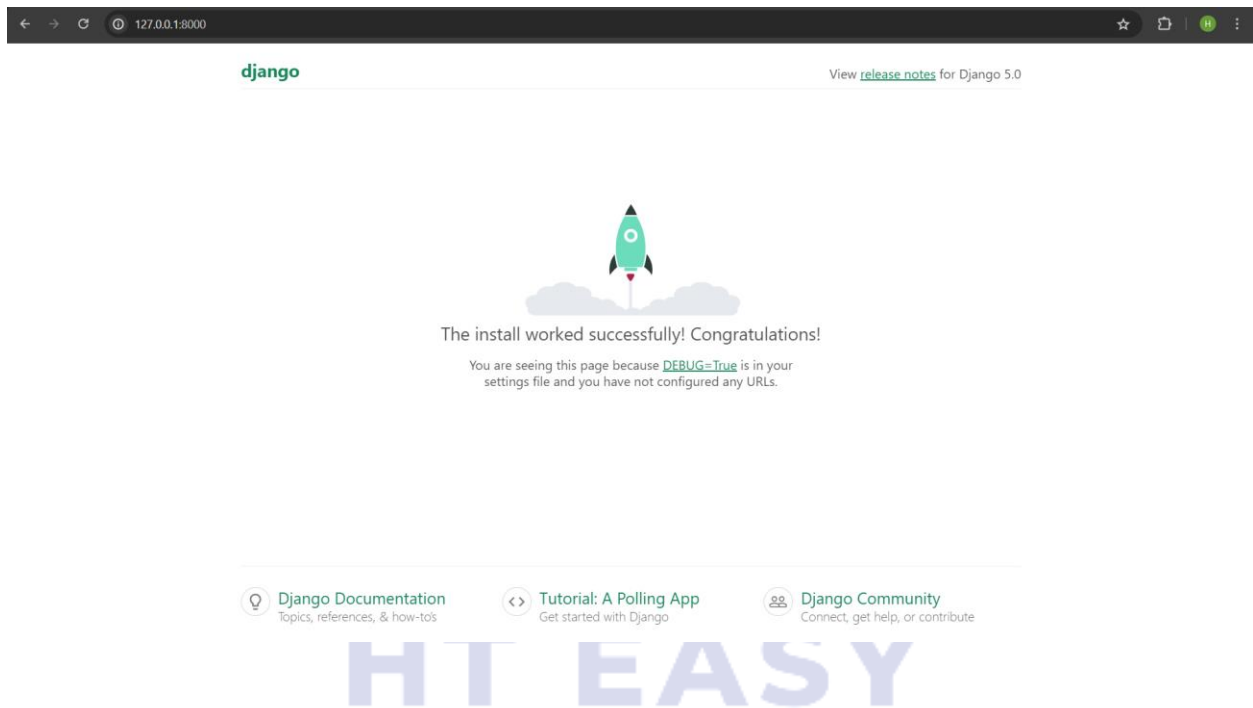 127.0.0.1:8000
H
django
View release notes for Django 5.0
The install worked successfully! Congratulations!
You are seeing this page because DEBUG=True is in your
settings file and you have not configured any URLs.
Django Documentation
Topics, references, & how-to's
Tutorial: A Polling App
Get started with Django
Django Community
Connect, get help, or contribute
HT EASY